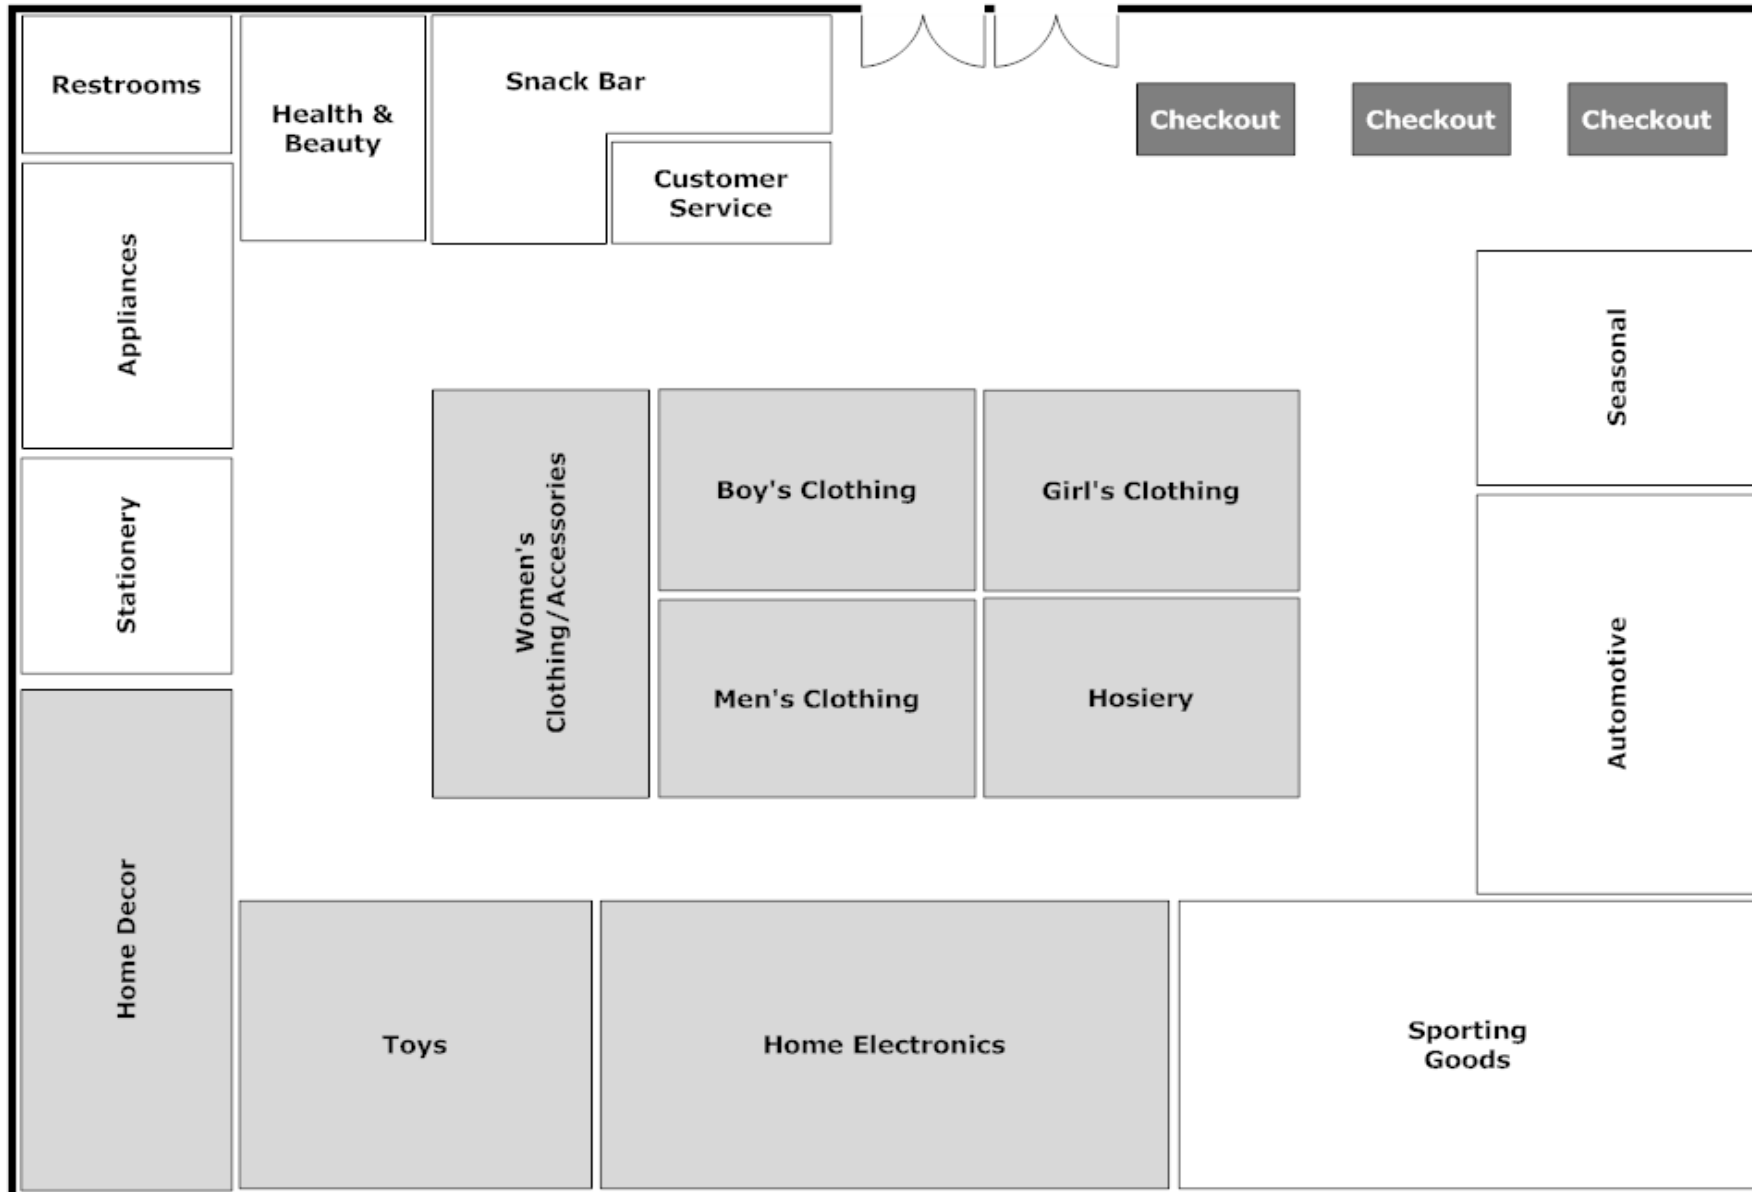 Restrooms
Health &
Beauty
Snack Bar
Customer
Service
Checkout
Checkout
Checkout
Appliances
Seasonal
Stationery
Women's
Clothing/Accessories
Boy's Clothing
Girl's Clothing
Men's Clothing
Hosiery
Automotive
Home Decor
Toys
Home Electronics
Sporting
Goods